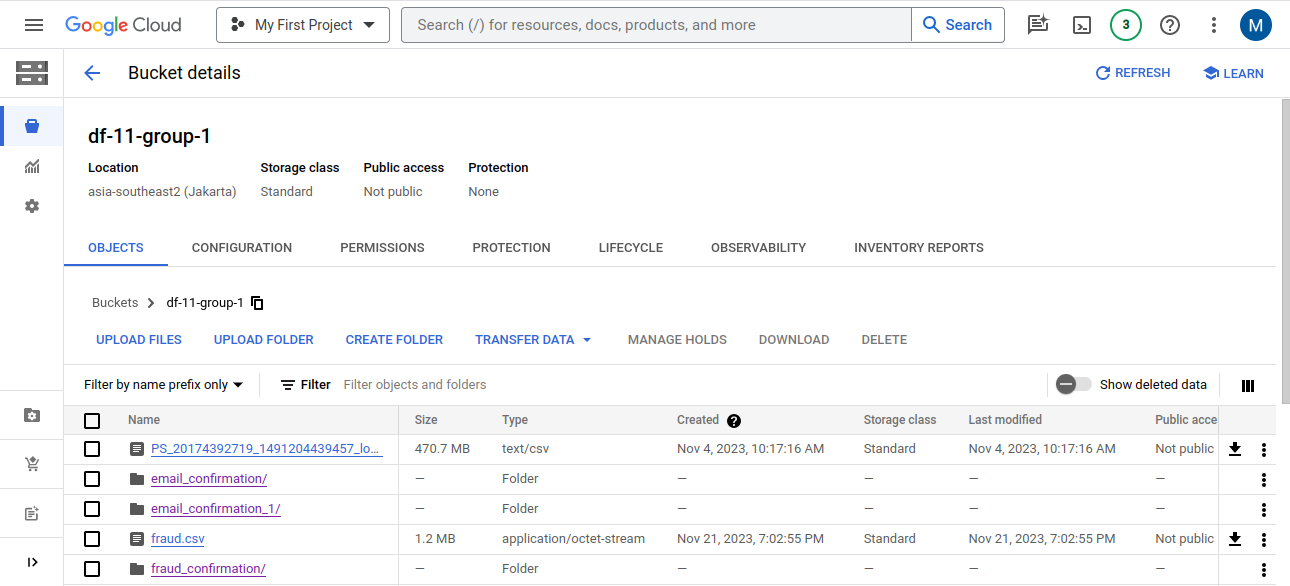 Google Cloud
My First Project
Search (/) for resources, docs, products, and more
Search
3
M
Bucket details
REFRESH
LEARN
df-11-group-1
Location Storage class Public access Protection
asia-southeast2 (Jakarta) Standard Not public None
OBJECTS CONFIGURATION PERMISSIONS PROTECTION LIFECYCLE OBSERVABILITY INVENTORY REPORTS
Buckets df-11-group-1
UPLOAD FILES UPLOAD FOLDER CREATE FOLDER TRANSFER DATA MANAGE HOLDS DOWNLOAD DELETE
Filter by name prefix only Filter Filter objects and folders Show deleted data
Name Size Type Created Storage class Last modified Public acce
PS_20174392719_1491204439457_lo... 470.7 MB text/csv Nov 4, 2023, 10:17:16 AM Standard Nov 4, 2023, 10:17:16 AM Not public
email_confirmation/ — Folder — — — —
email_confirmation_1/ — Folder — — — —
fraud.csv 1.2 MB application/octet-stream Nov 21, 2023, 7:02:55 PM Standard Nov 21, 2023, 7:02:55 PM Not public
fraud_confirmation/ — Folder — — — —